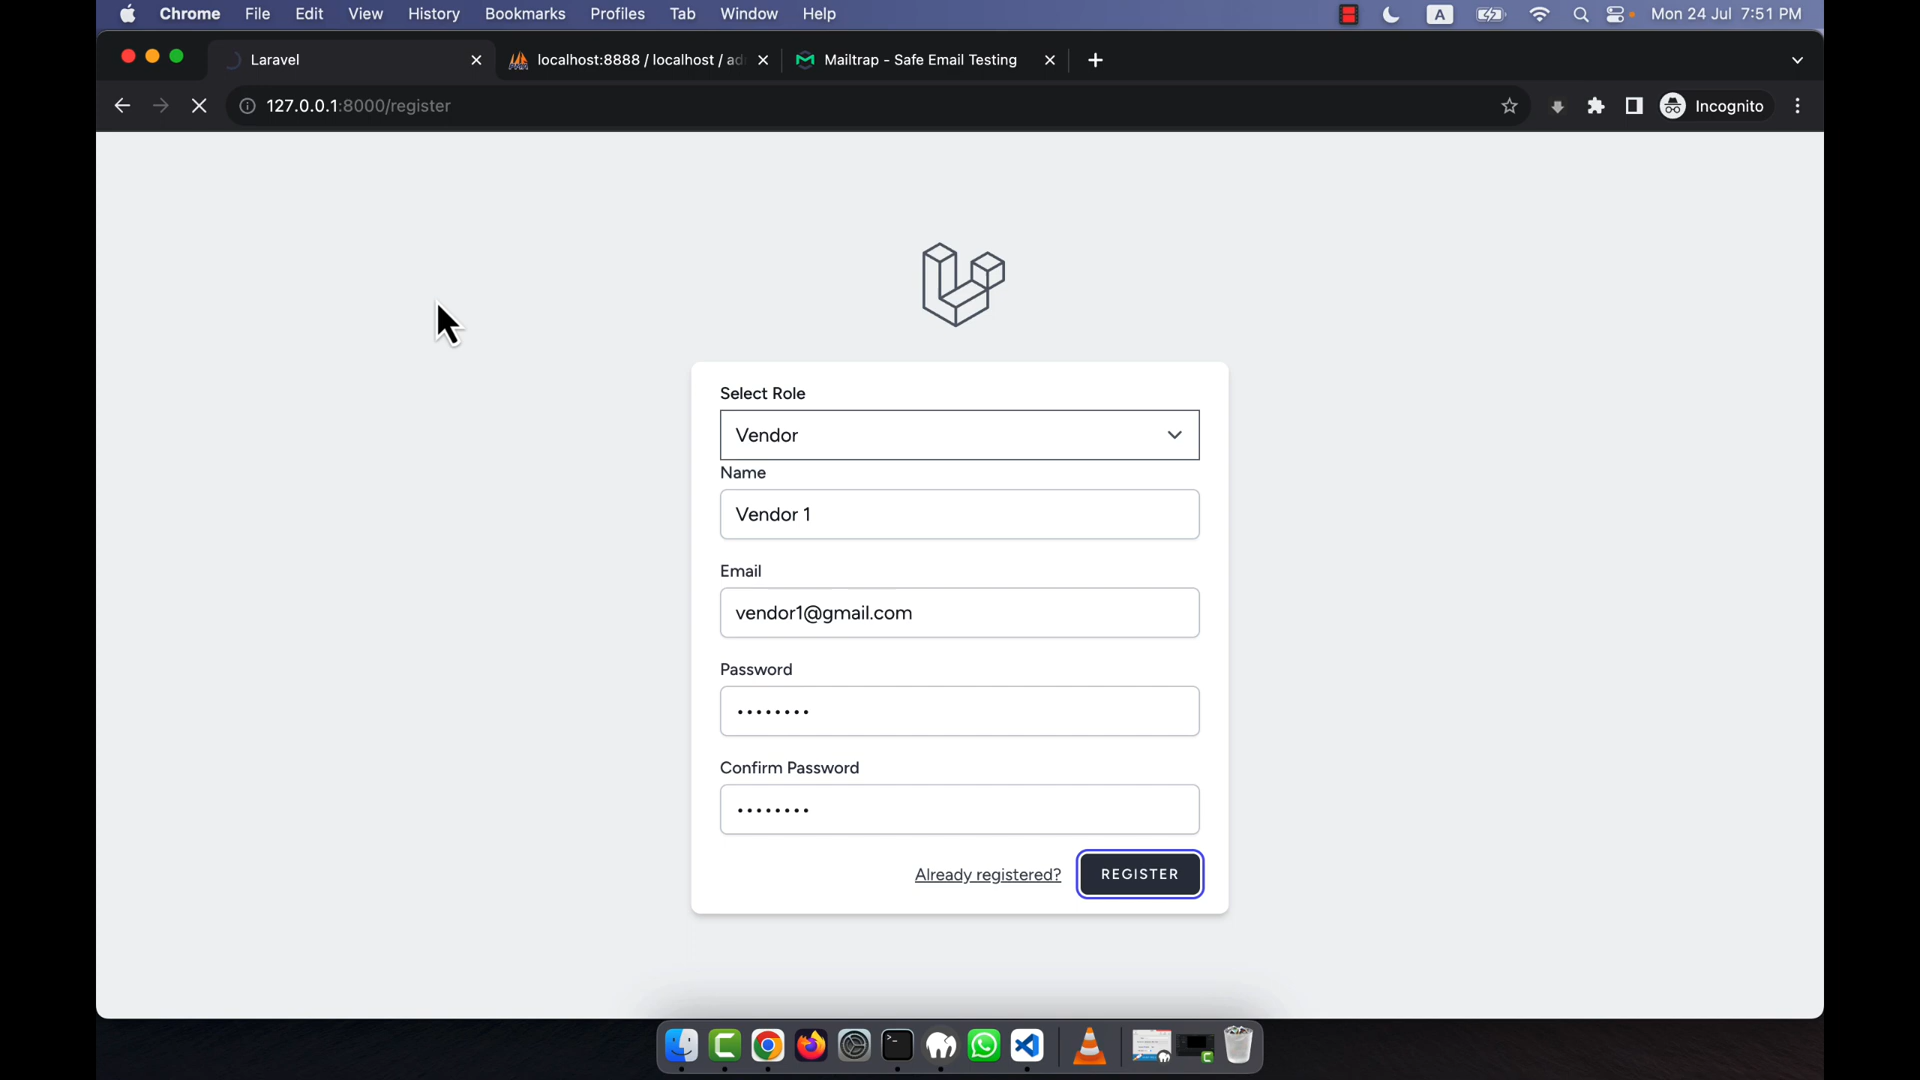 Chrome File Edit View History Bookmarks Profiles Tab Window Help A Mon 24 Jul 7:51 PM
Laravel localhost:8888 / localhost / ad Mailtrap - Safe Email Testing
127.0.0.1:8000/register Incognito
Select Role
Vendor
Name
Vendor 1
Email
vendor1@gmail.com
Password
••••••••
Confirm Password
••••••••
Already registered? REGISTER